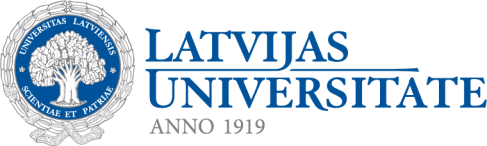 UNIVERSITAS LATVIENSIS
SCIENTIAE ET PATRIAE
LATVIJAS
UNIVERSITATE
ANNO 1919